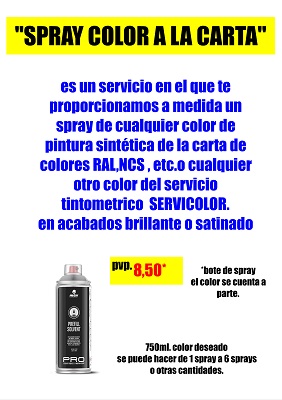 "SPRAY COLOR A LA CARTA"
es un servicio en el que te
proporcionamos a medida un
spray de cualquier color de
pintura sintética de la carta de
colores RAL,NCS , etc.o cualquier
otro color del servicio
tintometrico SERVICOLOR.
en acabados brillante o satinado
pvp. 8,50*
*bote de spray
el color se cuenta a
parte.
PREFILL
SOLVENT
PRO
750ml. color deseado
se puede hacer de 1 spray a 6 sprays
o otras cantidades.